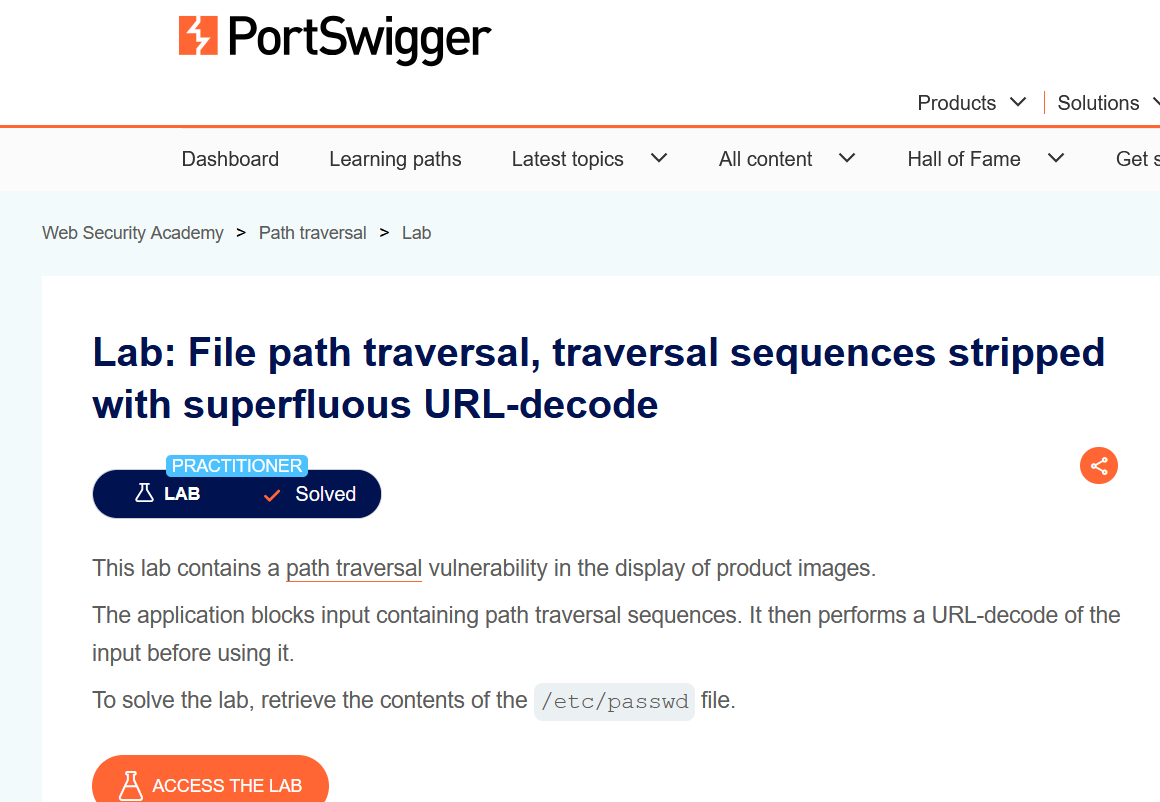 PortSwigger
Products
Solutions
Dashboard
Learning paths
Latest topics
All content
Hall of Fame
Get s
Web Security Academy > Path traversal > Lab
Lab: File path traversal, traversal sequences stripped
with superfluous URL-decode
PRACTITIONER
LAB
Solved
This lab contains a path traversal vulnerability in the display of product images.
The application blocks input containing path traversal sequences. It then performs a URL-decode of the
input before using it.
To solve the lab, retrieve the contents of the /etc/passwd file.
ACCESS THE LAB